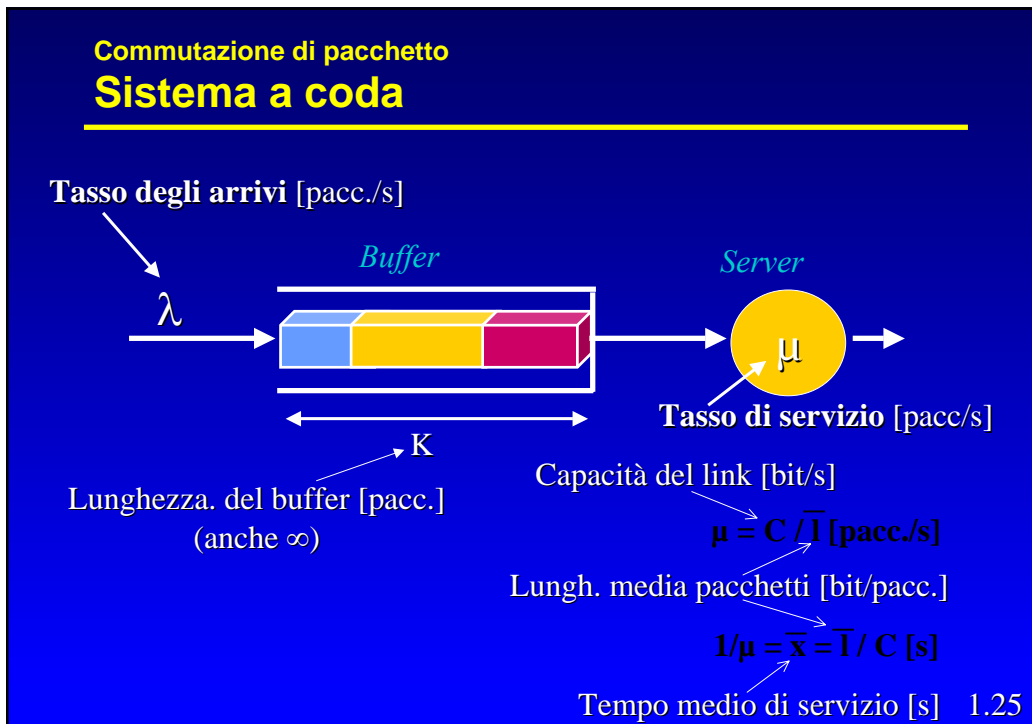 Commutazione di pacchetto
Sistema a coda
Tasso degli arrivi [pacc./s]
Buffer
Server
λ
μ
Tasso di servizio [pacc/s]
K
Lunghezza. del buffer [pacc.]
(anche ∞)
Capacità del link [bit/s]
μ = C / l̅ [pacc./s]
Lungh. media pacchetti [bit/pacc.]
1/μ = x̅ = l̅ / C [s]
Tempo medio di servizio [s] 1.25